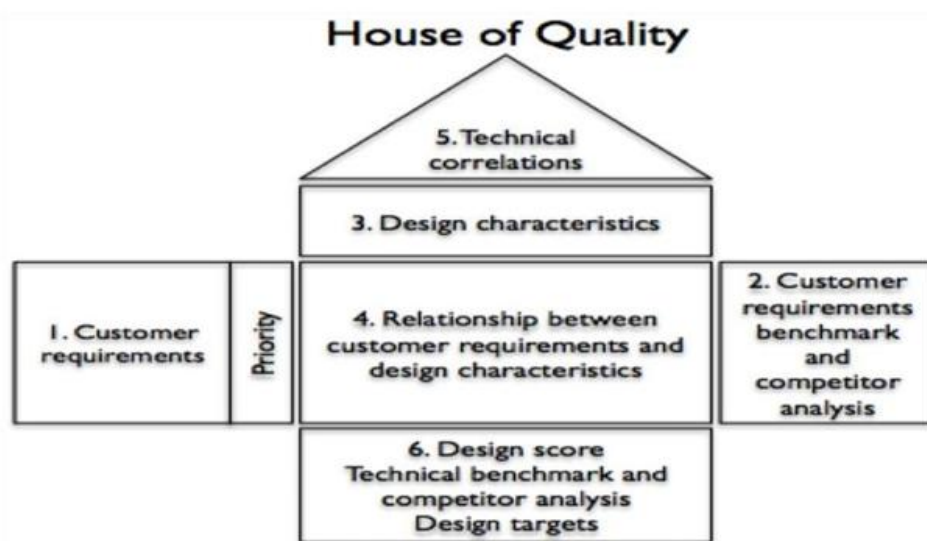 House of Quality
5. Technical
correlations
3. Design characteristics
1. Customer
requirements
Priority
4. Relationship between
customer requirements and
design characteristics
2. Customer
requirements
benchmark
and
competitor
analysis
6. Design score
Technical benchmark and
competitor analysis
Design targets